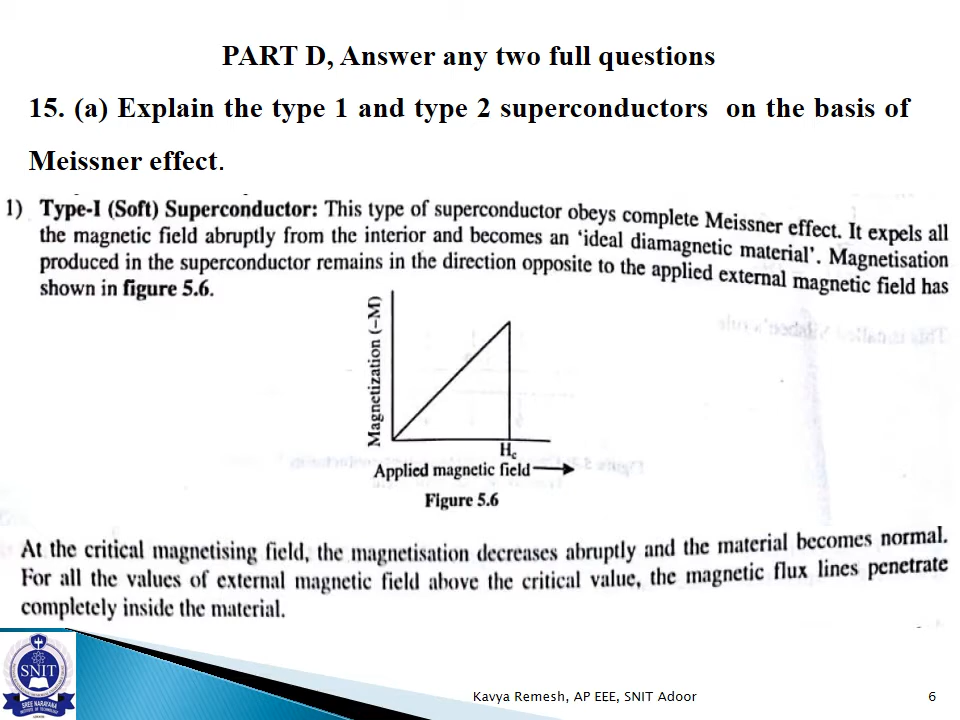 PART D, Answer any two full questions
15. (a) Explain the type 1 and type 2 superconductors on the basis of
Meissner effect.
1) Type-I (Soft) Superconductor: This type of superconductor obeys complete Meissner effect. It expels all
the magnetic field abruptly from the interior and becomes an ‘ideal diamagnetic material’. Magnetisation
produced in the superconductor remains in the direction opposite to the applied external magnetic field has
shown in figure 5.6.
Magnetization (–M)
Hc
Applied magnetic field
Figure 5.6
At the critical magnetising field, the magnetisation decreases abruptly and the material becomes normal.
For all the values of external magnetic field above the critical value, the magnetic flux lines penetrate
completely inside the material.
SNIT
SREE NARAYANA
INSTITUTE OF TECHNOLOGY
Kavya Remesh, AP EEE, SNIT Adoor
6